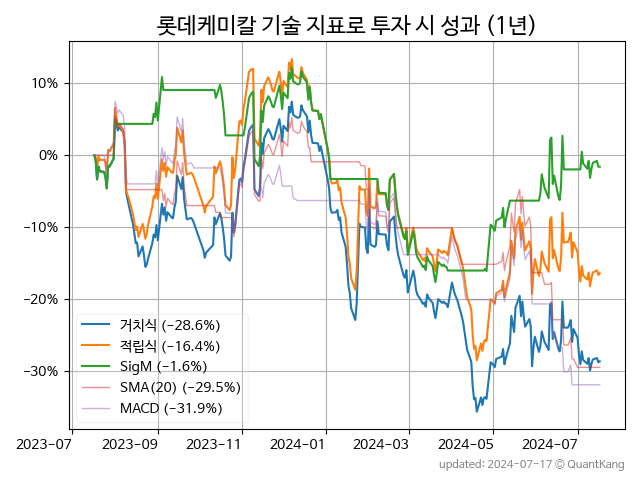 롯데케미칼 기술 지표로 투자 시 성과 (1년)
10%
0%
−10%
−20%
−30%
거치식 (−28.6%)
적립식 (−16.4%)
SigM (−1.6%)
SMA(20) (−29.5%)
MACD (−31.9%)
2023-07 2023-09 2023-11 2024-01 2024-03 2024-05 2024-07
updated: 2024-07-17 © QuantKang